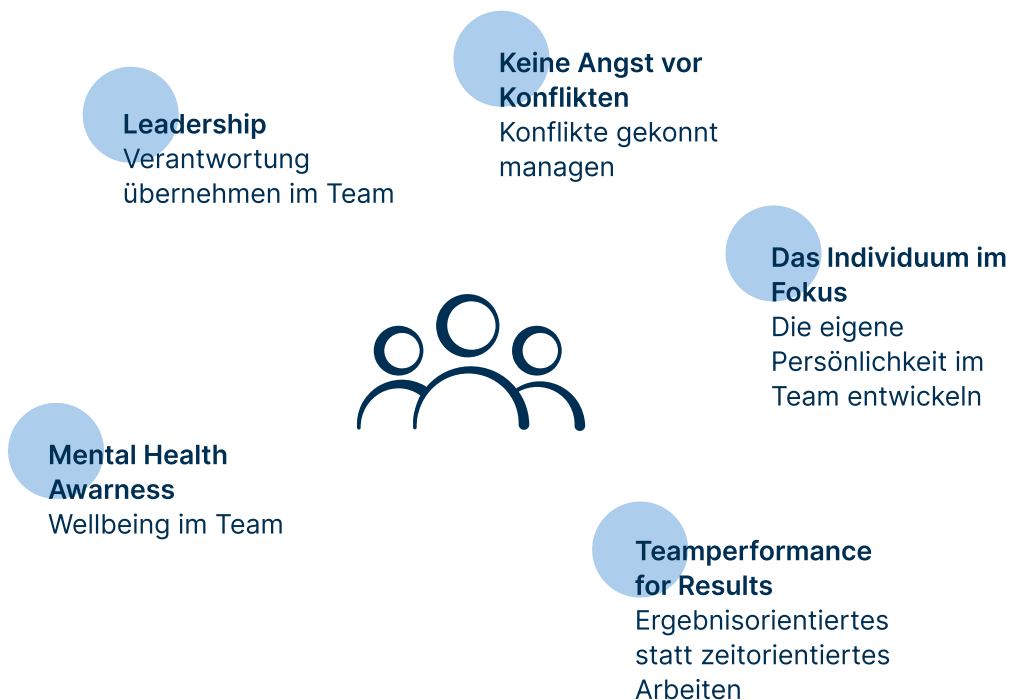 Leadership
Verantwortung
übernehmen im Team
Keine Angst vor
Konflikten
Konflikte gekonnt
managen
Das Individuum im
Fokus
Die eigene
Persönlichkeit im
Team entwickeln
Mental Health
Awarness
Wellbeing im Team
Teamperformance
for Results
Ergebnisorientiertes
statt zeitorientiertes
Arbeiten